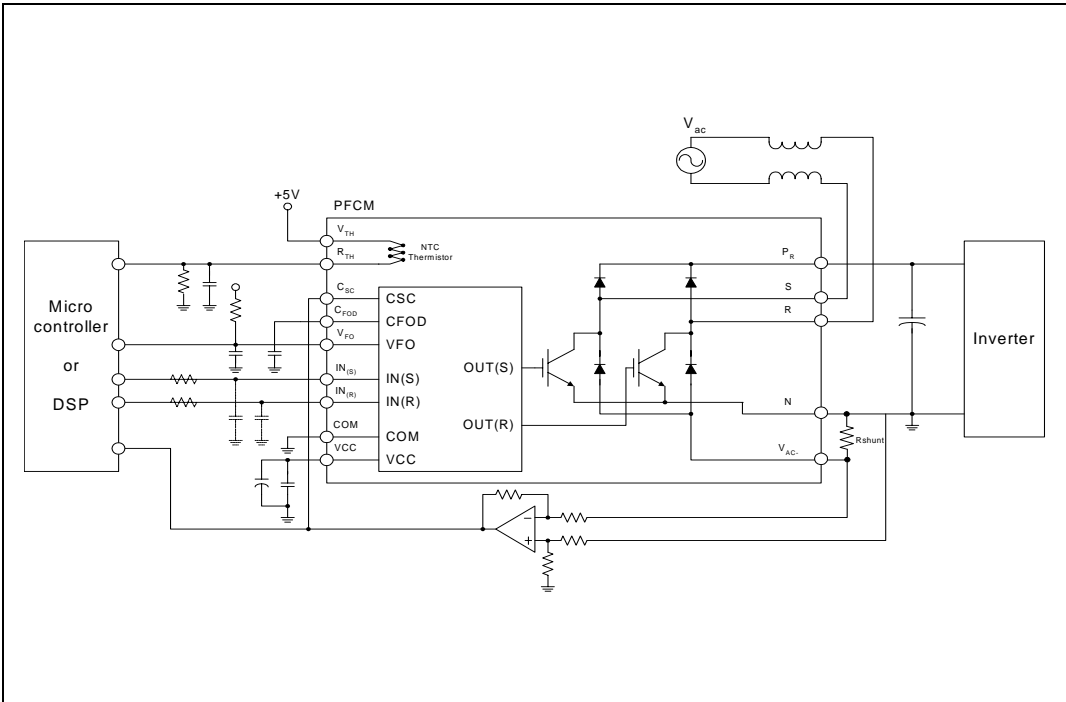 V ac
+5V
PFCM
V TH
NTC
Thermistor
R TH
P R
Micro
controller
or
DSP
C SC
CSC
S
C FOD
CFOD
R
V FO
VFO
Inverter
IN (S)
IN(S)
OUT(S)
IN (R)
IN(R)
N
COM
COM
OUT(R)
Rshunt
VCC
VCC
V AC-
−
+